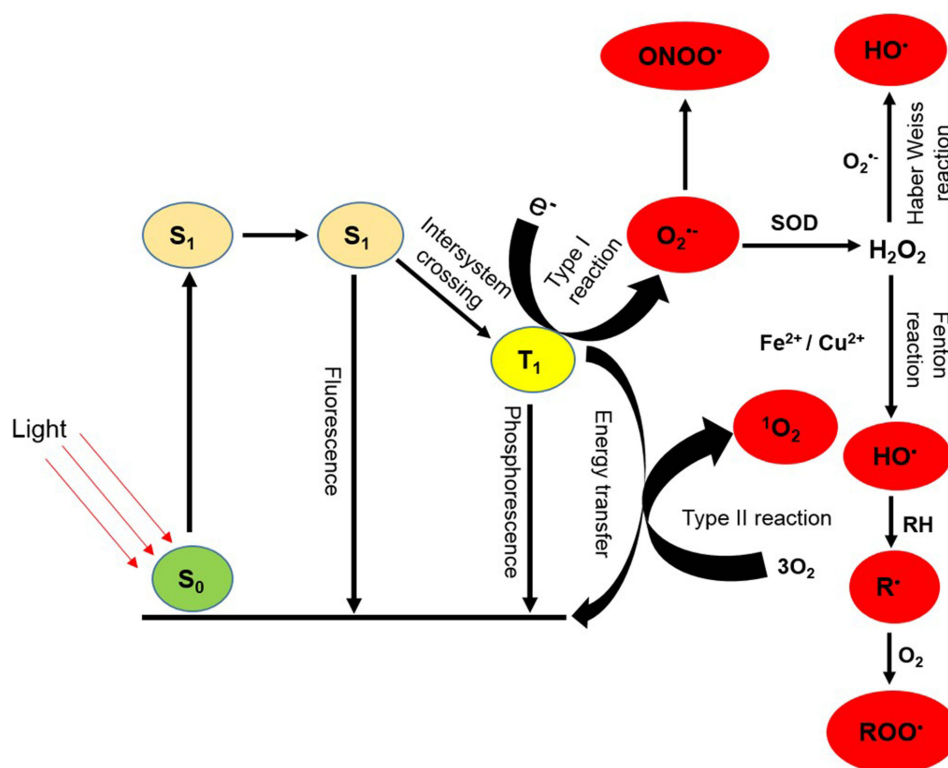 ONOO•
HO•
O₂•-
Haber Weiss
reaction
e-
S₁
S₁
Intersystem
crossing
Type I
reaction
O₂•-
SOD
H₂O₂
T₁
Fe²⁺ / Cu²⁺
Fenton
reaction
Fluorescence
Phosphorescence
Energy transfer
¹O₂
HO•
Light
Type II reaction
RH
S₀
3O₂
R•
O₂
ROO•